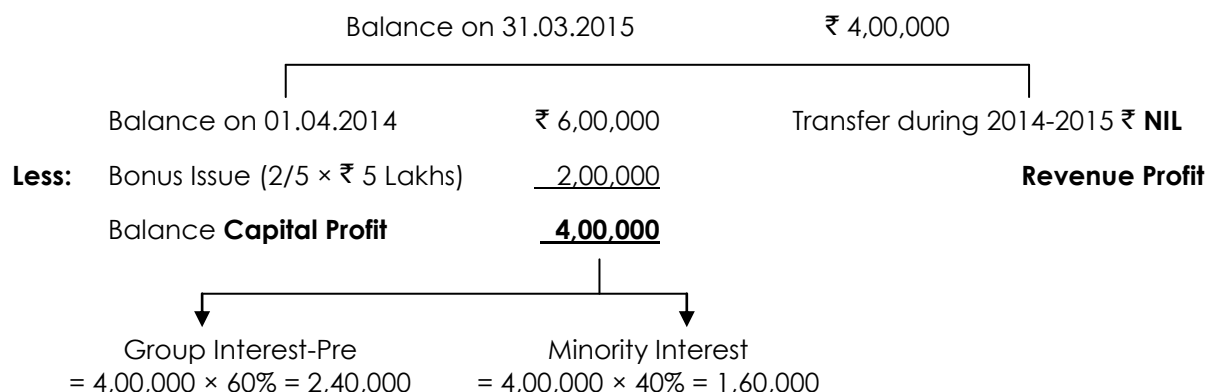 Balance on 31.03.2015 ₹ 4,00,000
Balance on 01.04.2014 ₹ 6,00,000 Transfer during 2014-2015 ₹ NIL
Less: Bonus Issue (2/5 × ₹ 5 Lakhs) 2,00,000 Revenue Profit
Balance Capital Profit 4,00,000
Group Interest-Pre Minority Interest
= 4,00,000 × 60% = 2,40,000 = 4,00,000 × 40% = 1,60,000